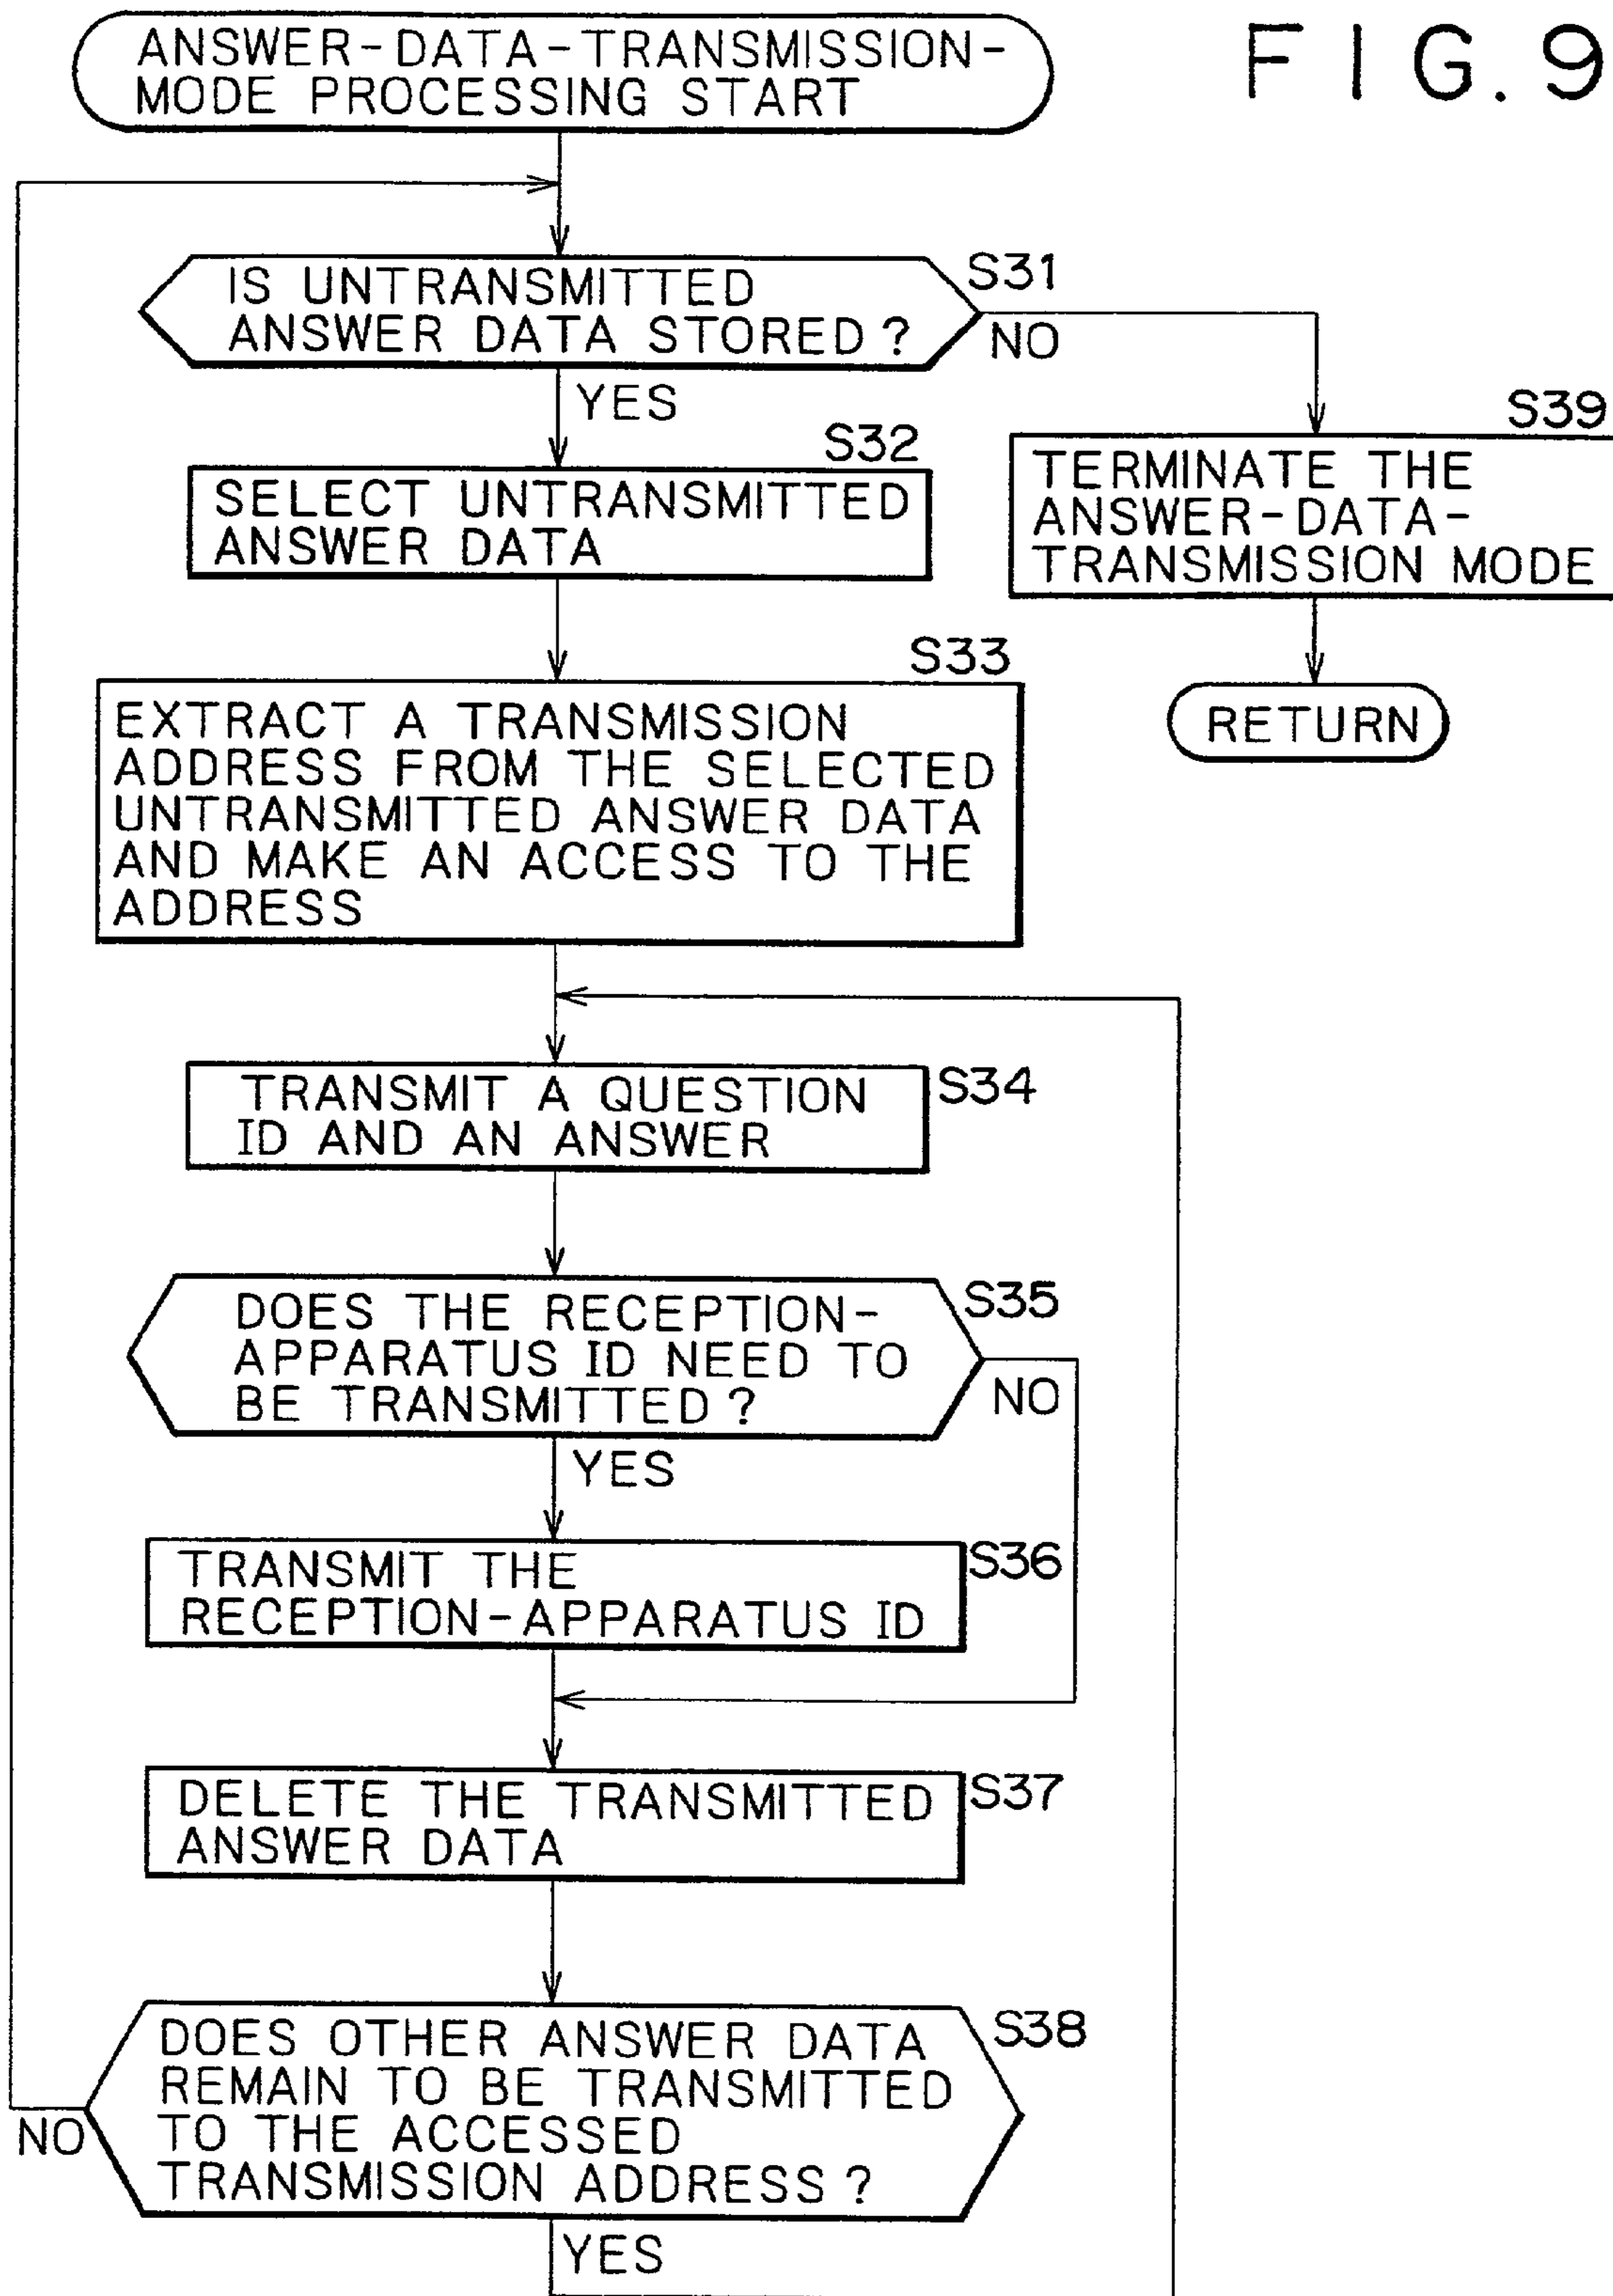 FIG. 9
ANSWER-DATA-TRANSMISSION-
MODE PROCESSING START
S31
IS UNTRANSMITTED
ANSWER DATA STORED ?
NO
YES
S39
TERMINATE THE
ANSWER-DATA-
TRANSMISSION MODE
RETURN
S32
SELECT UNTRANSMITTED
ANSWER DATA
S33
EXTRACT A TRANSMISSION
ADDRESS FROM THE SELECTED
UNTRANSMITTED ANSWER DATA
AND MAKE AN ACCESS TO THE
ADDRESS
S34
TRANSMIT A QUESTION
ID AND AN ANSWER
S35
DOES THE RECEPTION-
APPARATUS ID NEED TO
BE TRANSMITTED ?
NO
YES
S36
TRANSMIT THE
RECEPTION-APPARATUS ID
S37
DELETE THE TRANSMITTED
ANSWER DATA
S38
DOES OTHER ANSWER DATA
REMAIN TO BE TRANSMITTED
TO THE ACCESSED
TRANSMISSION ADDRESS ?
NO
YES